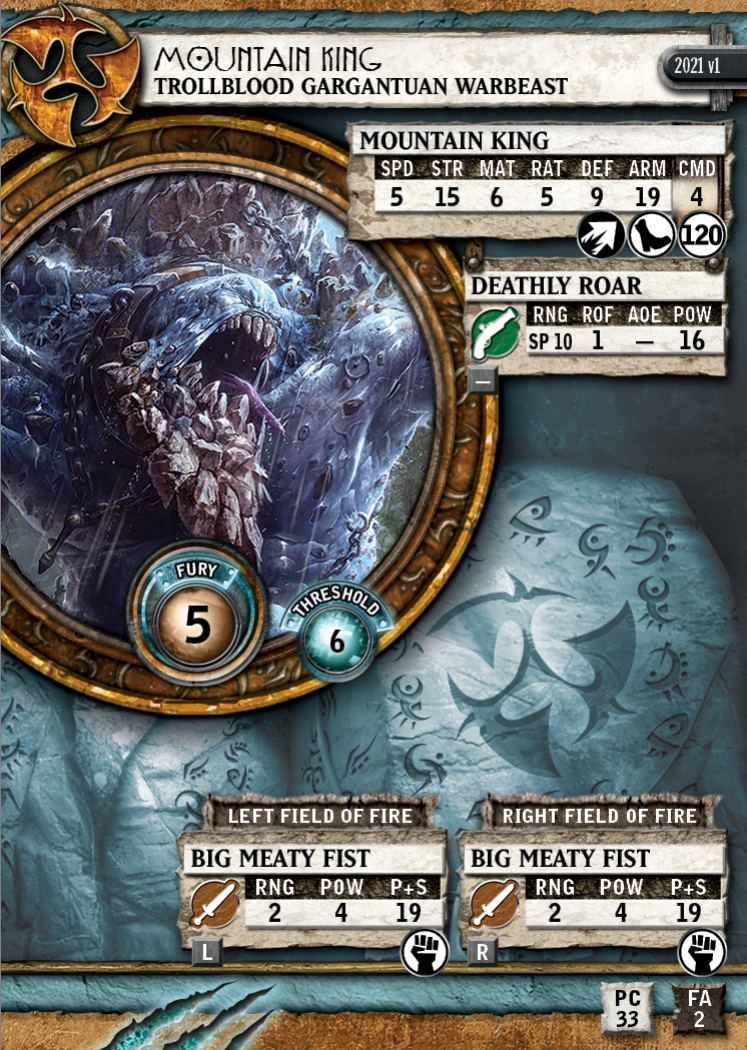 MOUNTAIN KING
TROLLBLOOD GARGANTUAN WARBEAST
2021 v1
MOUNTAIN KING
SPD STR MAT RAT DEF ARM CMD
5 15 6 5 9 19 4
120
DEATHLY ROAR
RNG ROF AOE POW
SP 10 1 — 16
—
FURY
5
THRESHOLD
6
LEFT FIELD OF FIRE
BIG MEATY FIST
RNG POW P+S
2 4 19
L
RIGHT FIELD OF FIRE
BIG MEATY FIST
RNG POW P+S
2 4 19
R
PC
33
FA
2